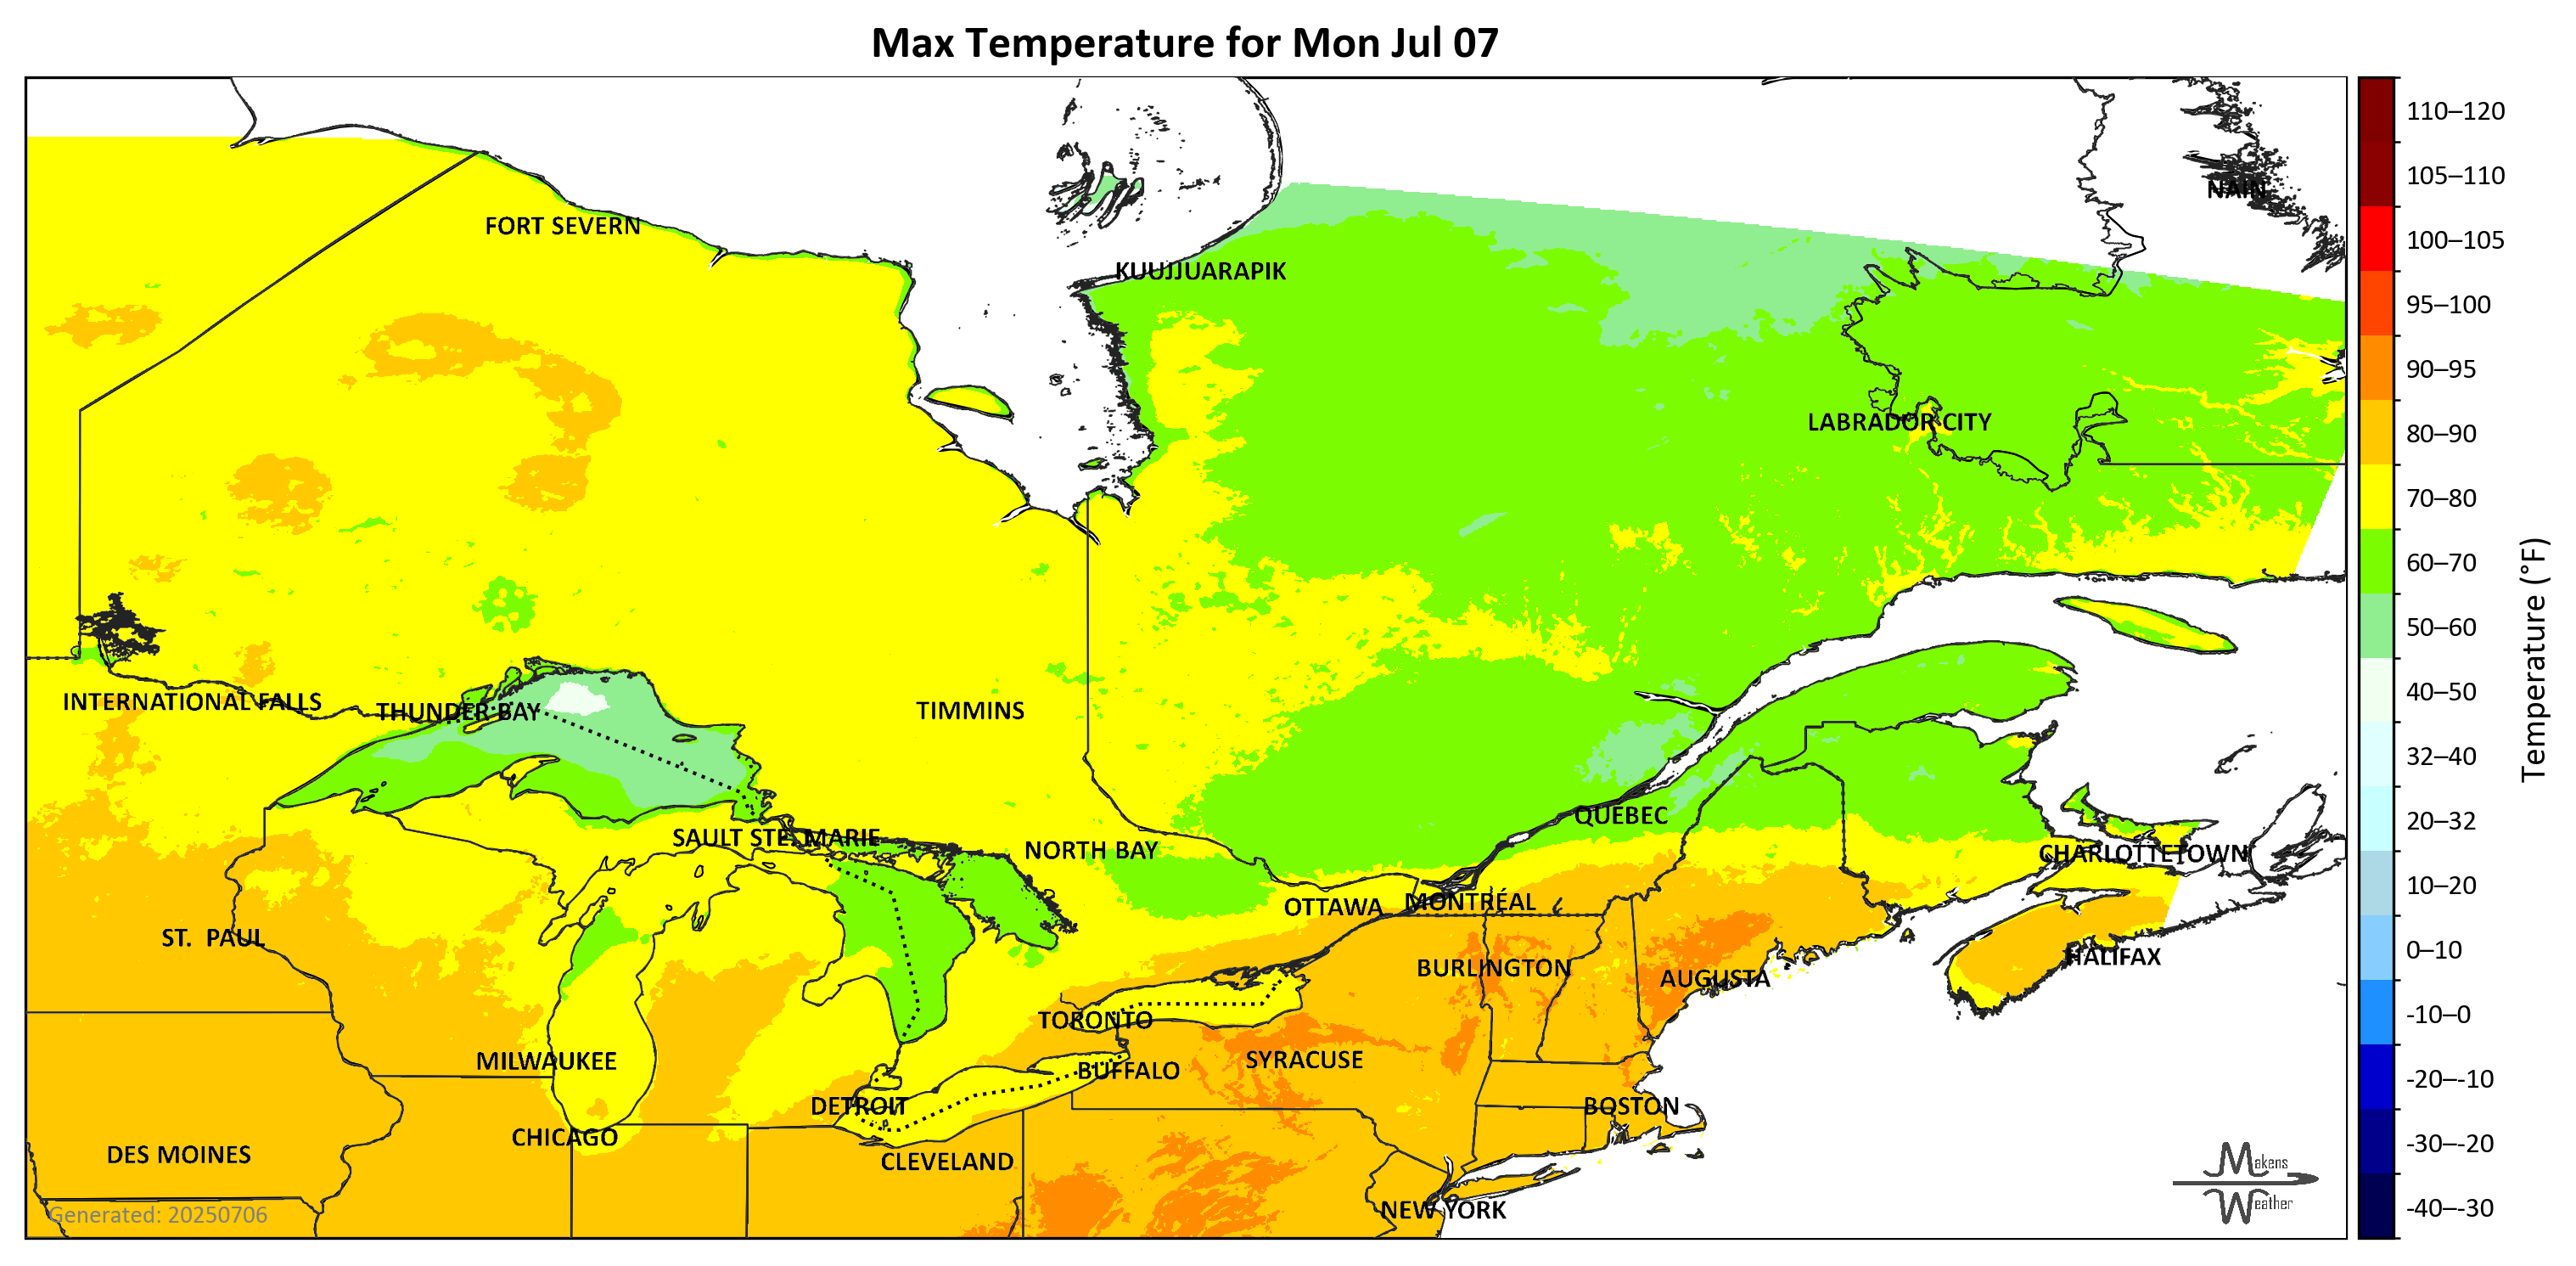 Max Temperature for Mon Jul 07
110–120
105–110
NAIN
FORT SEVERN
100–105
KUUJJUARAPIK
95–100
90–95
LABRADOR CITY
80–90
70–80
60–70
50–60
Temperature (°F)
INTERNATIONAL FALLS
THUNDER BAY
TIMMINS
40–50
32–40
QUÉBEC
20–32
SAULT STE. MARIE
NORTH BAY
CHARLOTTETOWN
10–20
OTTAWA
MONTRÉAL
ST. PAUL
0–10
HALIFAX
BURLINGTON
AUGUSTA
-10–0
TORONTO
MILWAUKEE
SYRACUSE
BUFFALO
-20–-10
DETROIT
BOSTON
CHICAGO
-30–-20
DES MOINES
CLEVELAND
Makens
Weather
NEW YORK
-40–-30
Generated: 20250706